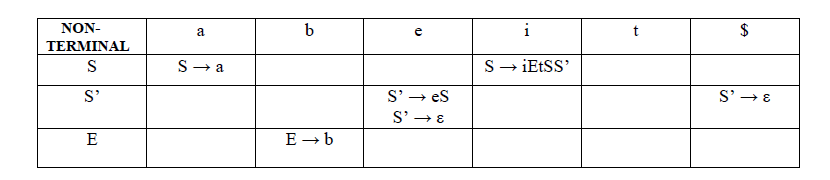 NON-
TERMINAL a b e i t $
S S → a S → iEtSS’
S’ S’ → eS S’ → ε
S’ → ε
E E → b